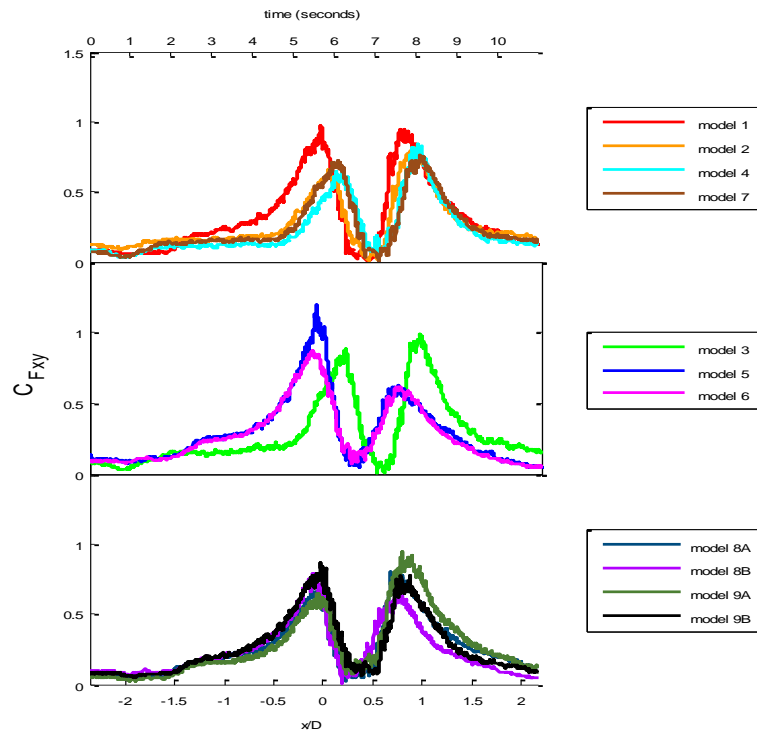 time (seconds)
0 1 2 3 4 5 6 7 8 9 10
1.5
1
0.5
0
model 1
model 2
model 4
model 7
1
0.5
0
model 3
model 5
model 6
C Fxy
1
0.5
0
model 8A
model 8B
model 9A
model 9B
-2 -1.5 -1 -0.5 0 0.5 1 1.5 2
x/D